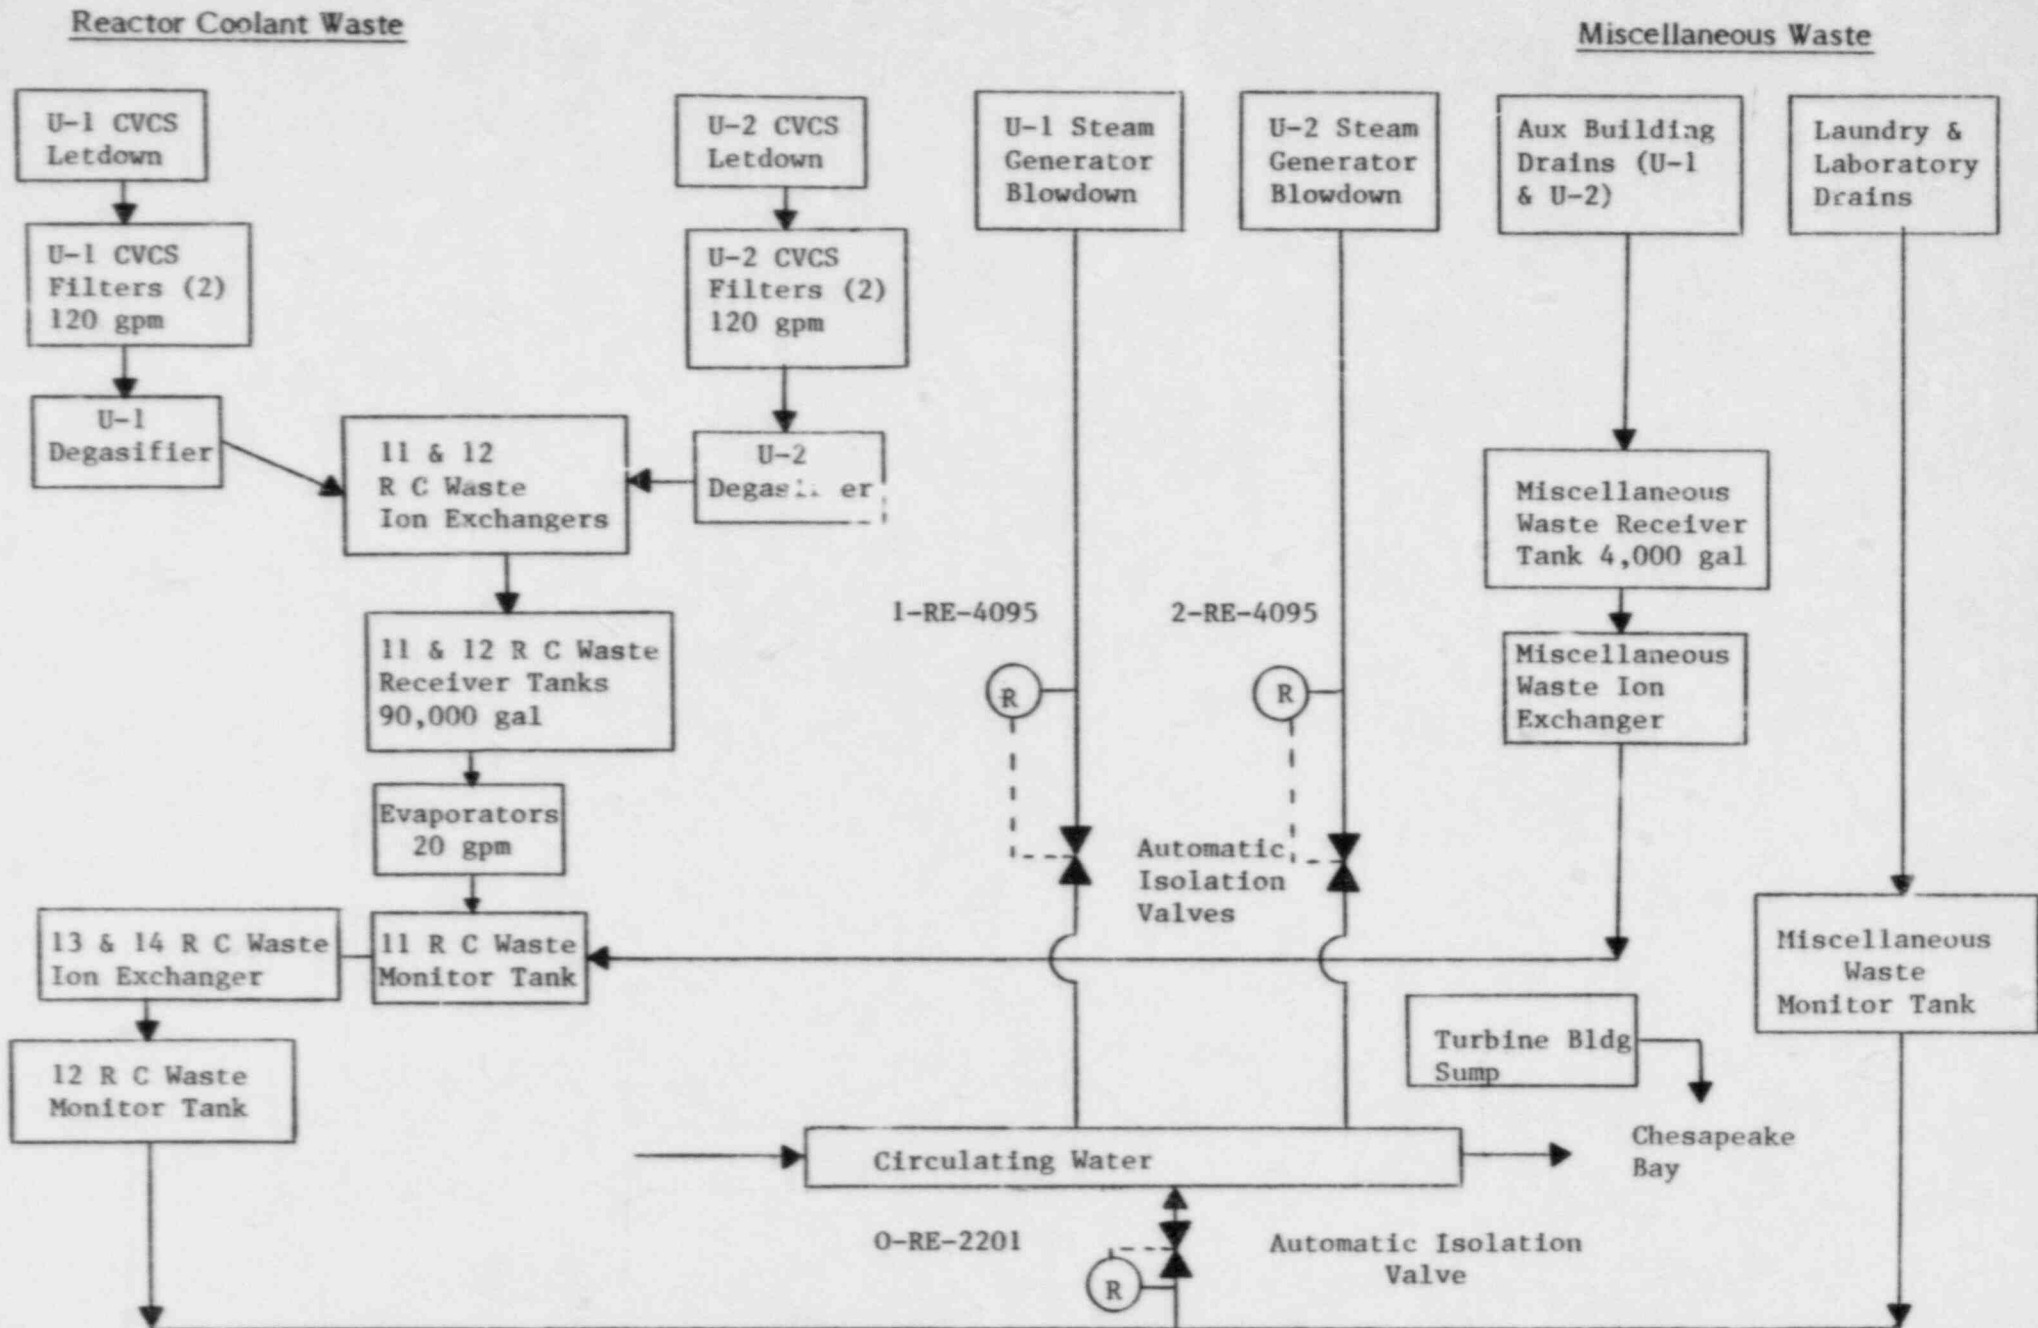 Reactor Coolant Waste
Miscellaneous Waste
U-1 CVCS
Letdown
U-2 CVCS
Letdown
U-1 Steam
Generator
Blowdown
U-2 Steam
Generator
Blowdown
Aux Building
Drains (U-1
& U-2)
Laundry &
Laboratory
Drains
U-1 CVCS
Filters (2)
120 gpm
U-2 CVCS
Filters (2)
120 gpm
U-1
Degasifier
11 & 12
R C Waste
Ion Exchangers
U-2
Miscellaneous
Waste Receiver
Tank 4,000 gal
11 & 12 R C Waste
Receiver Tanks
90,000 gal
1-RE-4095
R
2-RE-4095
R
Miscellaneous
Waste Ion
Exchanger
Evaporators
20 gpm
Automatic
Isolation
Valves
13 & 14 R C Waste
Ion Exchanger
11 R C Waste
Monitor Tank
Miscellaneous
Waste
Monitor Tank
12 R C Waste
Monitor Tank
Turbine Bldg
Sump
Circulating Water
Chesapeake
Bay
0-RE-2201
R
Automatic Isolation
Valve